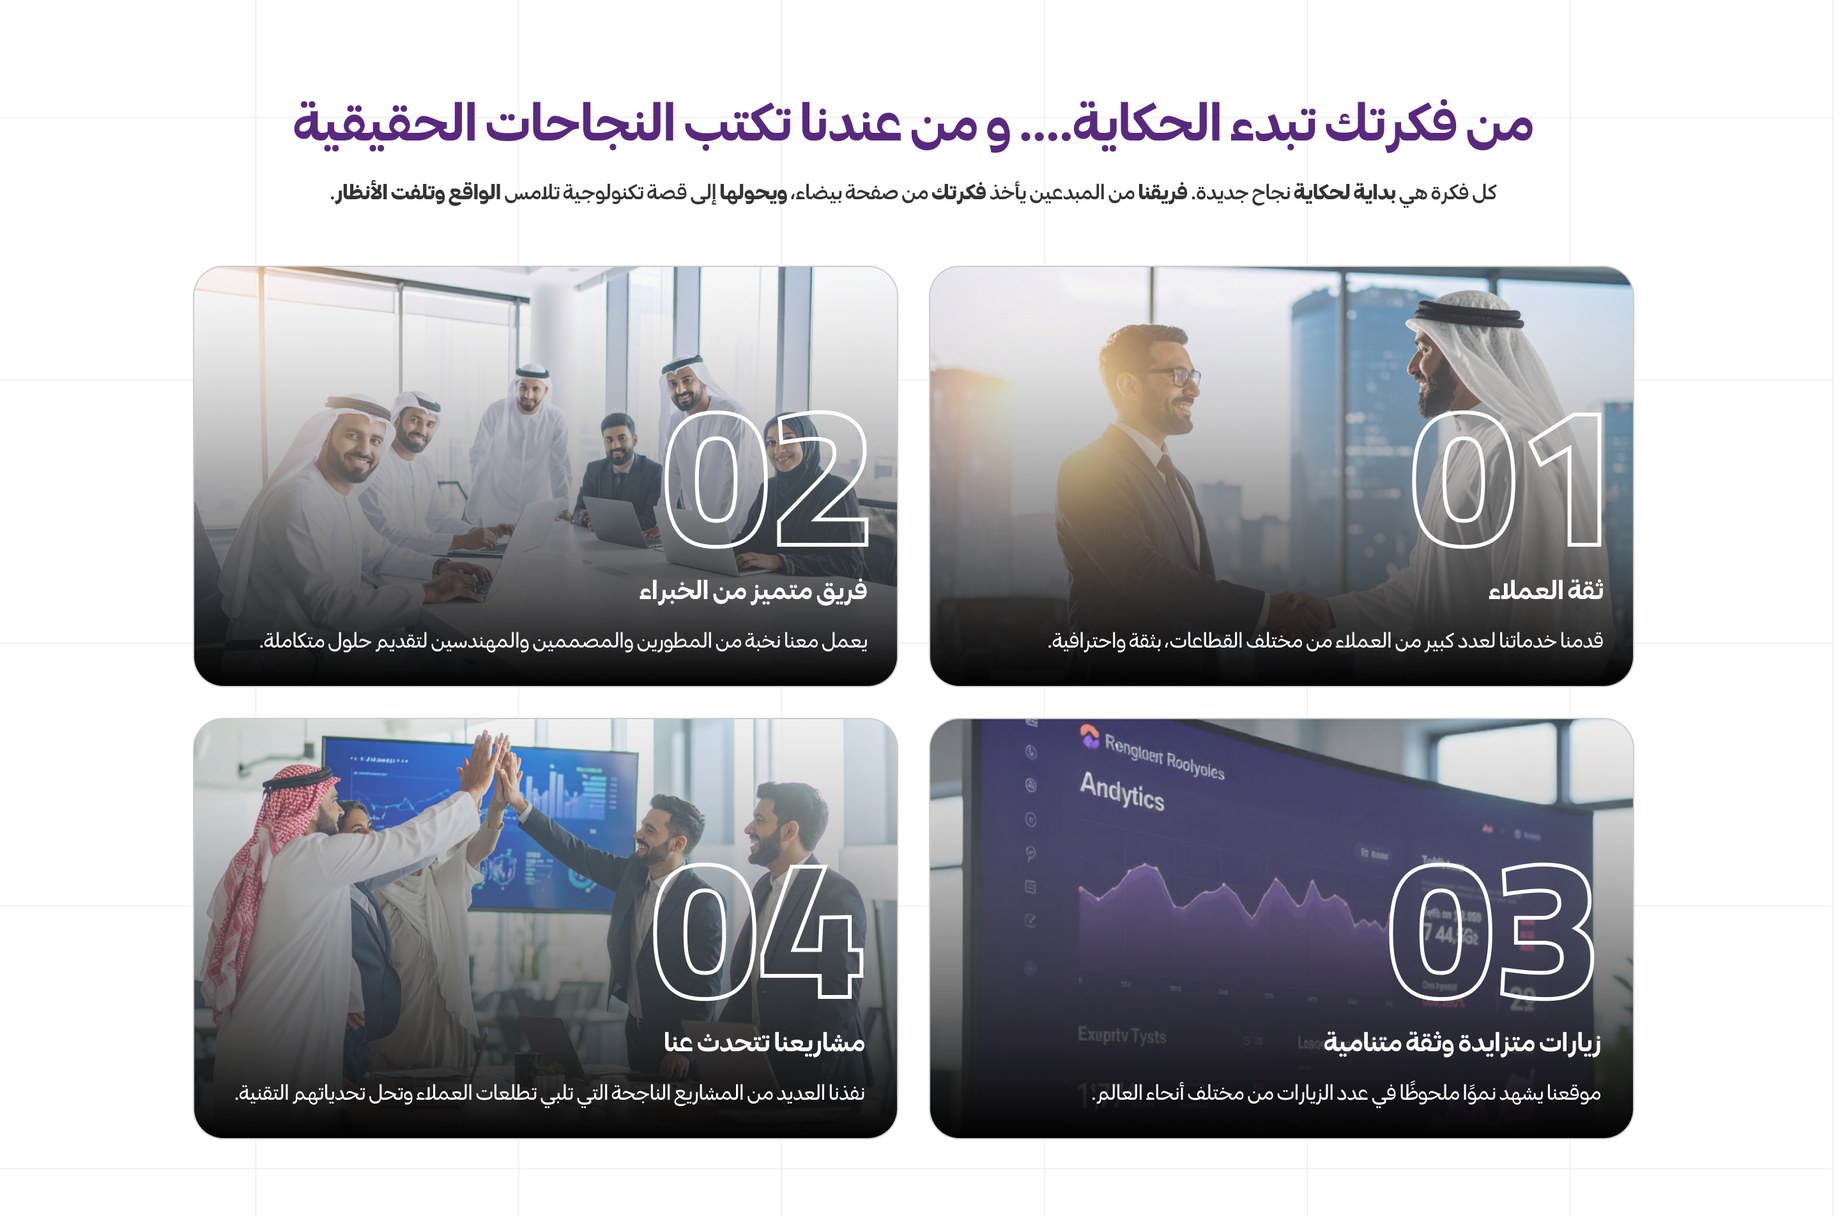 من فكرتك تبدء الحكاية.... و من عندنا تكتب النجاحات الحقيقية
كل فكرة هي بداية لحكاية نجاح جديدة. فريقنا من المبدعين يأخذ فكرتك من صفحة بيضاء، ويحولها إلى قصة تكنولوجية تلامس الواقع وتلفت الأنظار.
01
ثقة العملاء
قدمنا خدماتنا لعدد كبير من العملاء من مختلف القطاعات، بثقة واحترافية.
02
فريق متميز من الخبراء
يعمل معنا نخبة من المطورين والمصممين والمهندسين لتقديم حلول متكاملة.
Andytics
03
Exuprty Tysts
زيارات متزايدة وثقة متنامية
موقعنا يشهد نموًا ملحوظًا في عدد الزيارات من مختلف أنحاء العالم.
04
مشاريعنا تتحدث عنا
نفذنا العديد من المشاريع الناجحة التي تلبي تطلعات العملاء وتحل تحدياتهم التقنية.